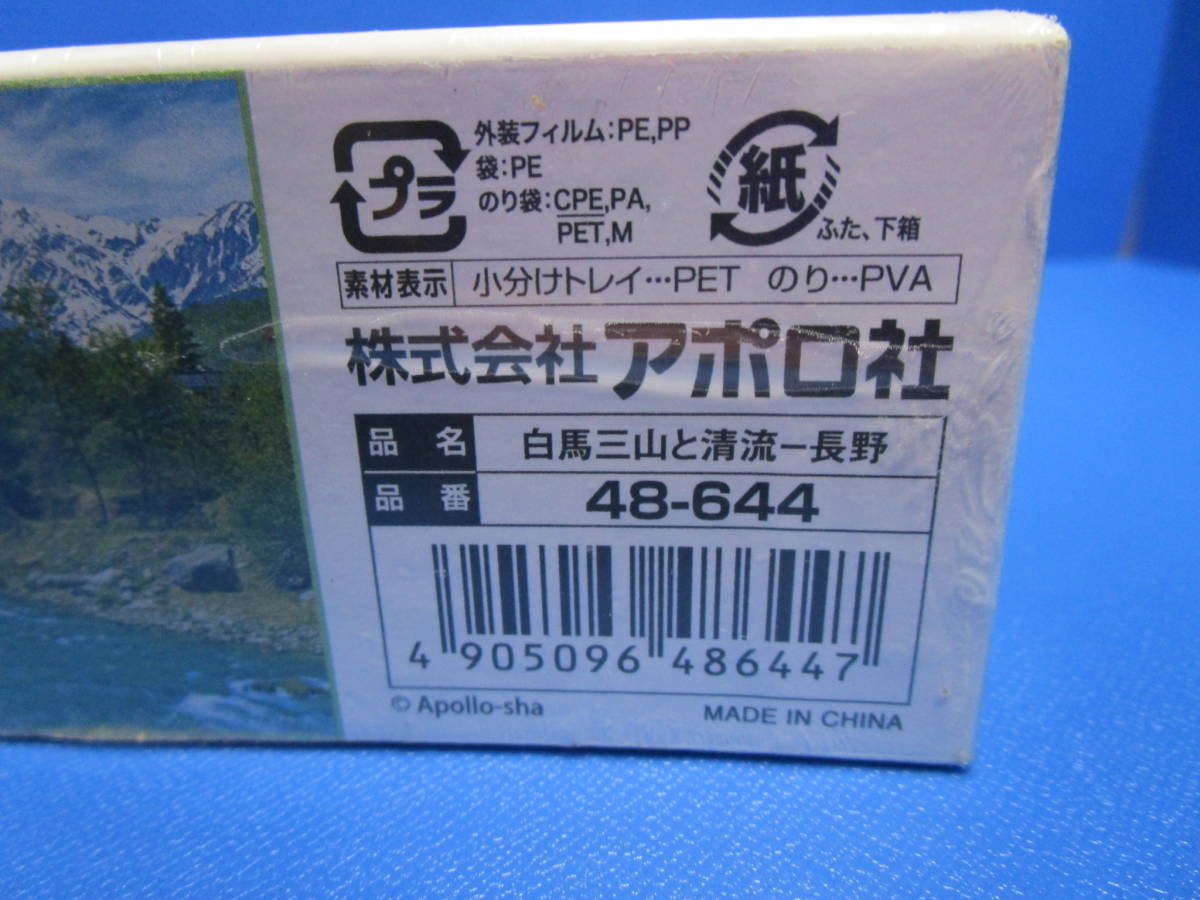 プラ
外装フィルム:PE,PP
袋:PE
のり袋:CPE,PA,
PET,M
紙
ふた、下箱
素材表示 小分けトレイ…PET のり…PVA
株式会社アポロ社
品名 白馬三山と清流ー長野
品番 48-644
4 905096 486447
© Apollo-sha MADE IN CHINA